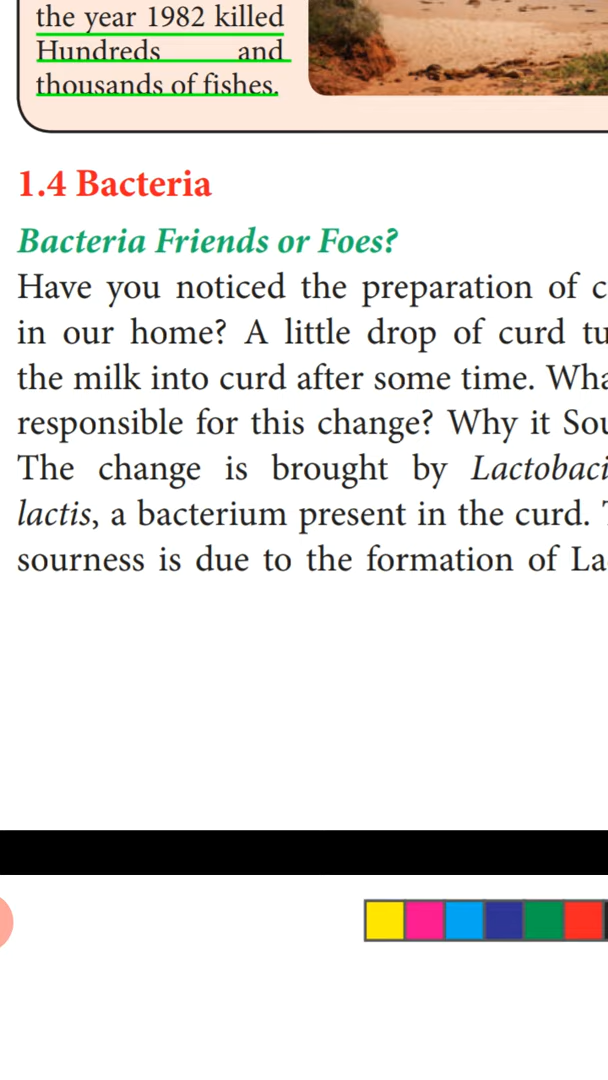 the year 1982 killed
Hundreds and
thousands of fishes.
1.4 Bacteria
Bacteria Friends or Foes?
Have you noticed the preparation of
in our home? A little drop of curd
the milk into curd after some time.
responsible for this change? Why it
The change is brought by
lactis, a bacterium present in the curd.
sourness is due to the formation of